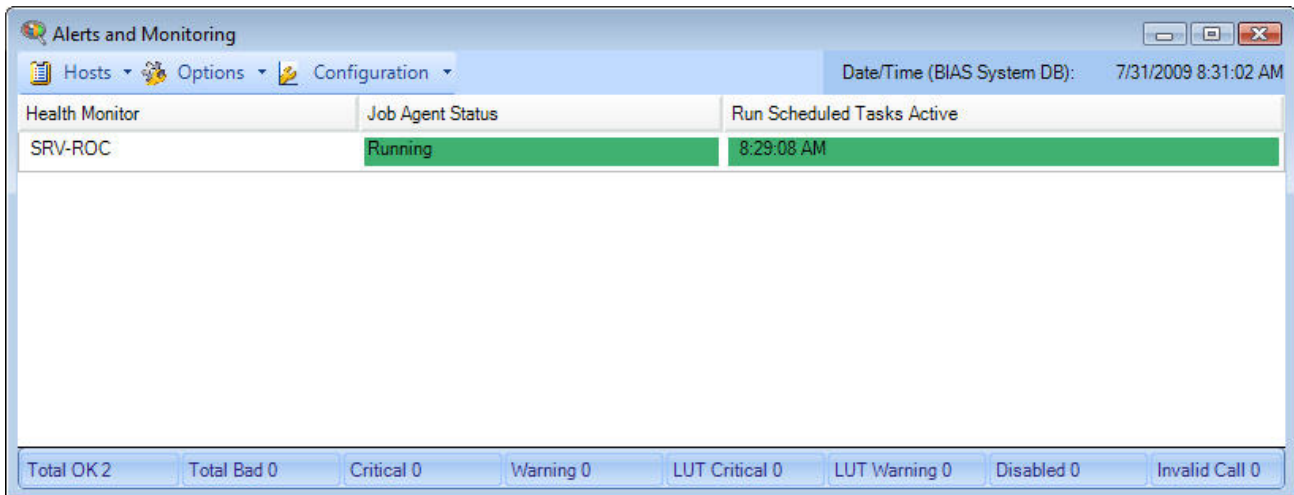 Alerts and Monitoring
Hosts Options Configuration Date/Time (BIAS System DB): 7/31/2009 8:31:02 AM
Health Monitor Job Agent Status Run Scheduled Tasks Active
SRV-ROC Running 8:29:08 AM
Total OK 2 Total Bad 0 Critical 0 Warning 0 LUT Critical 0 LUT Warning 0 Disabled 0 Invalid Call 0